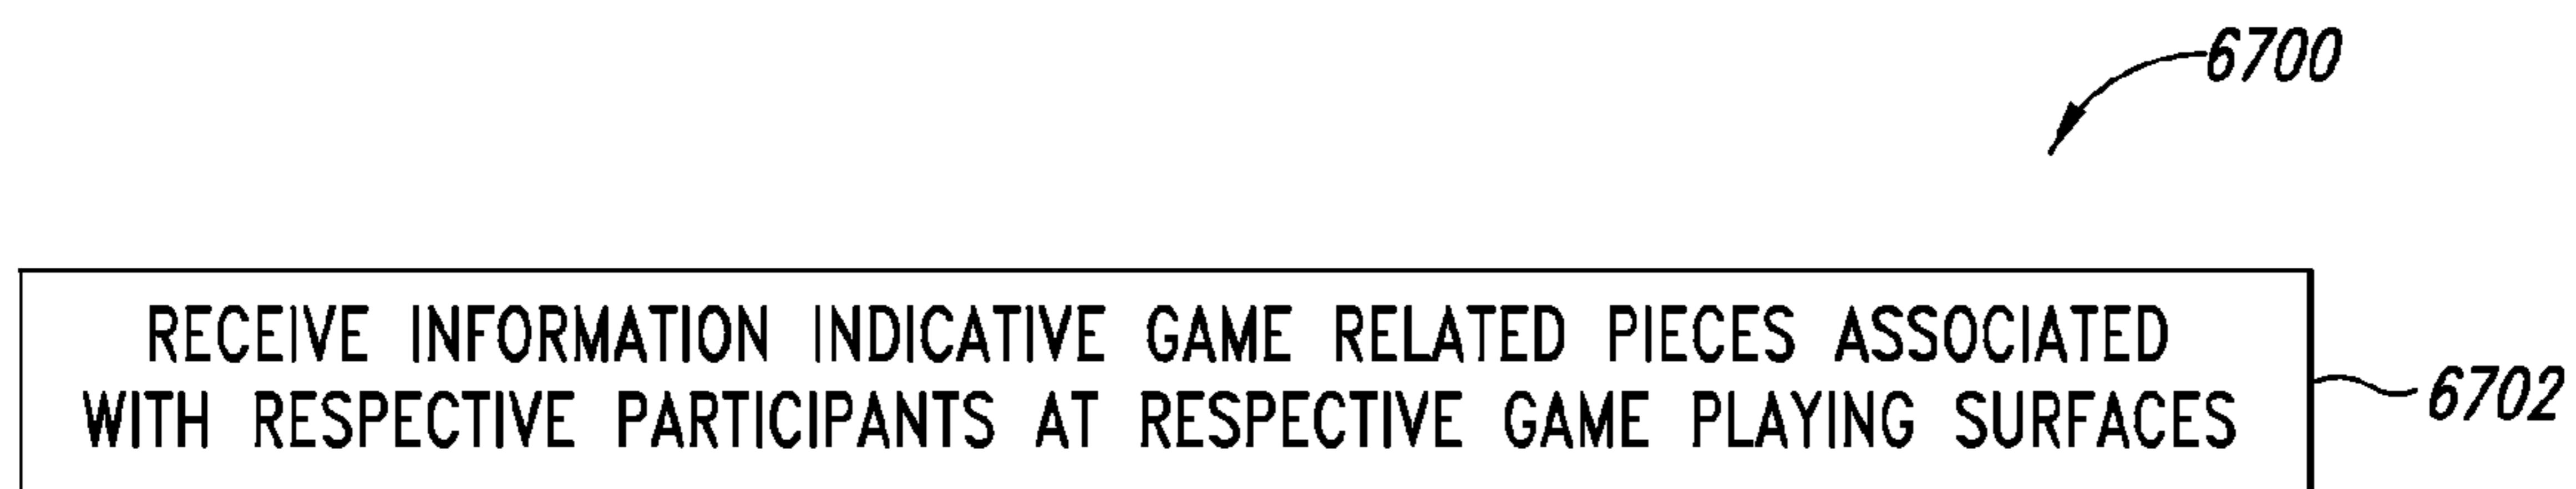 6700
RECEIVE INFORMATION INDICATIVE GAME RELATED PIECES ASSOCIATED
WITH RESPECTIVE PARTICIPANTS AT RESPECTIVE GAME PLAYING SURFACES
6702